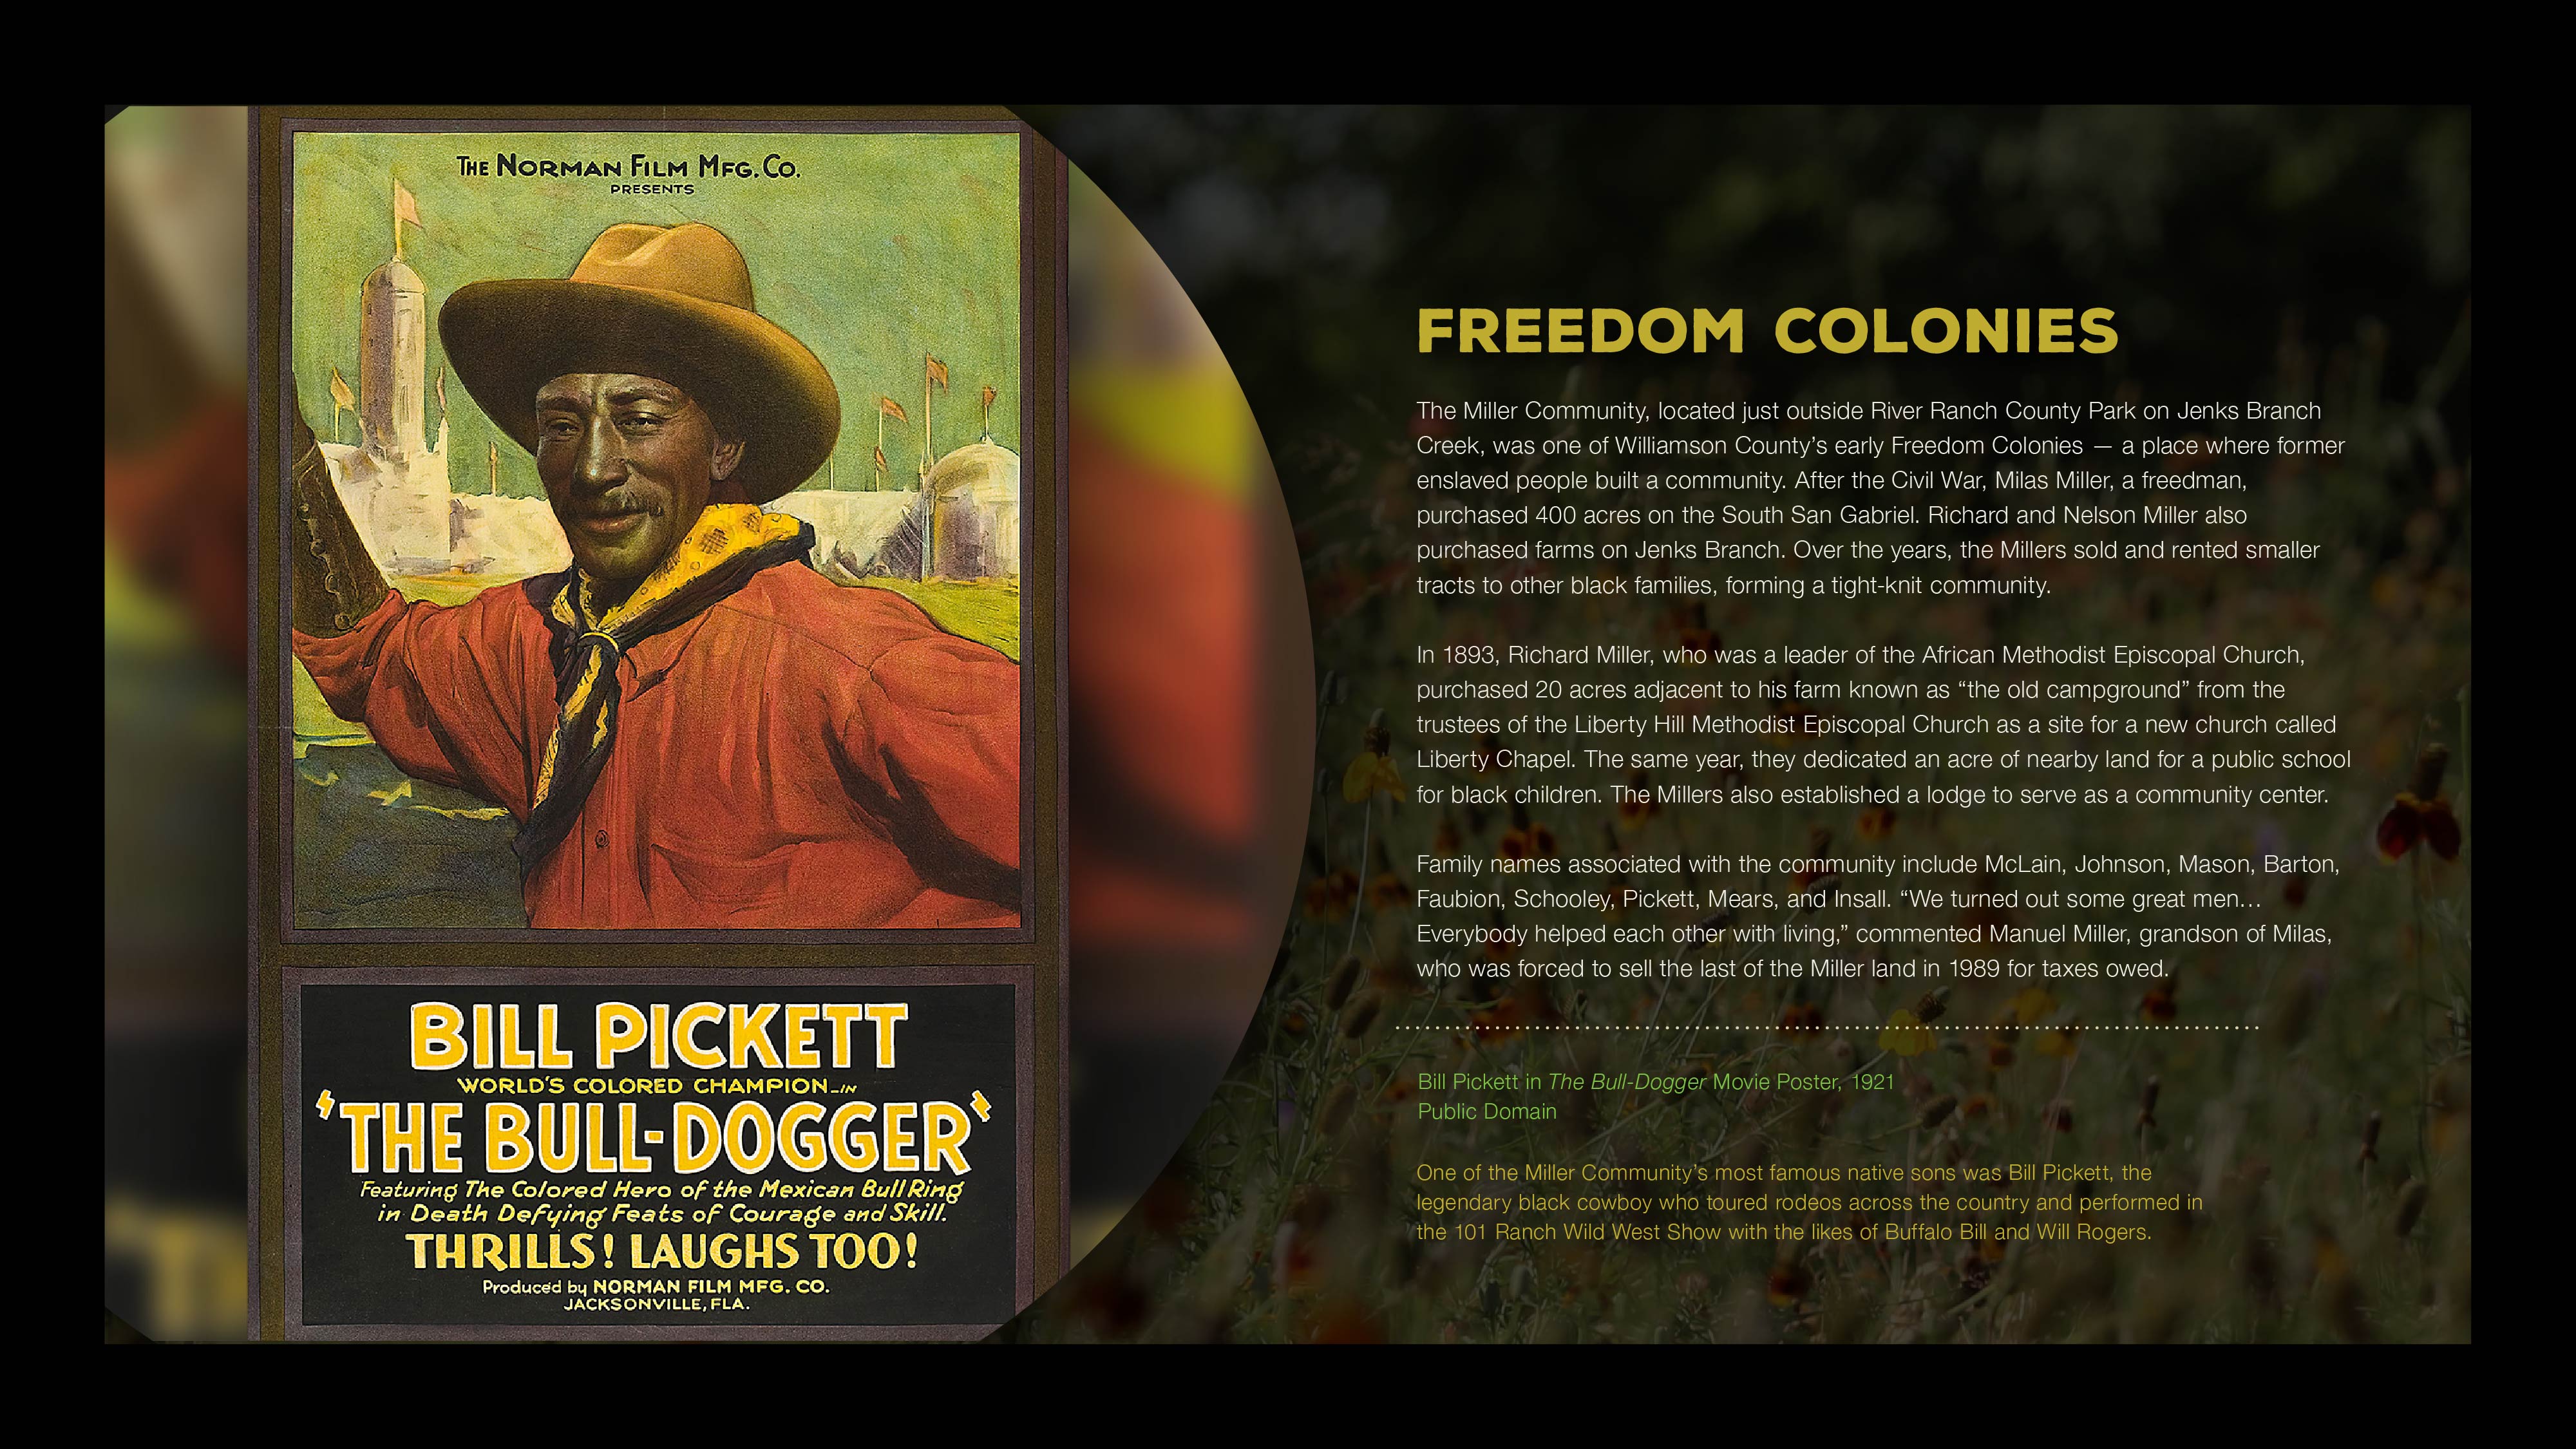 THE NORMAN FILM MFG. CO.
PRESENTS
BILL PICKETT
WORLD'S COLORED CHAMPION IN
'THE BULL-DOGGER'
Featuring The Colored Hero of the Mexican Bull Ring
in Death Defying Feats of Courage and Skill.
THRILLS! LAUGHS TOO!
Produced by NORMAN FILM MFG. CO.
JACKSONVILLE, FLA.
FREEDOM COLONIES
The Miller Community, located just outside River Ranch County Park on Jenks Branch
Creek, was one of Williamson County’s early Freedom Colonies — a place where former
enslaved people built a community. After the Civil War, Milas Miller, a freedman,
purchased 400 acres on the South San Gabriel. Richard and Nelson Miller also
purchased farms on Jenks Branch. Over the years, the Millers sold and rented smaller
tracts to other black families, forming a tight-knit community.
In 1893, Richard Miller, who was a leader of the African Methodist Episcopal Church,
purchased 20 acres adjacent to his farm known as “the old campground” from the
trustees of the Liberty Hill Methodist Episcopal Church as a site for a new church called
Liberty Chapel. The same year, they dedicated an acre of nearby land for a public school
for black children. The Millers also established a lodge to serve as a community center.
Family names associated with the community include McLain, Johnson, Mason, Barton,
Faubion, Schooley, Pickett, Mears, and Insall. “We turned out some great men…
Everybody helped each other with living,” commented Manuel Miller, grandson of Milas,
who was forced to sell the last of the Miller land in 1989 for taxes owed.
Bill Pickett in The Bull-Dogger Movie Poster, 1921
Public Domain
One of the Miller Community’s most famous native sons was Bill Pickett, the
legendary black cowboy who toured rodeos across the country and performed in
the 101 Ranch Wild West Show with the likes of Buffalo Bill and Will Rogers.